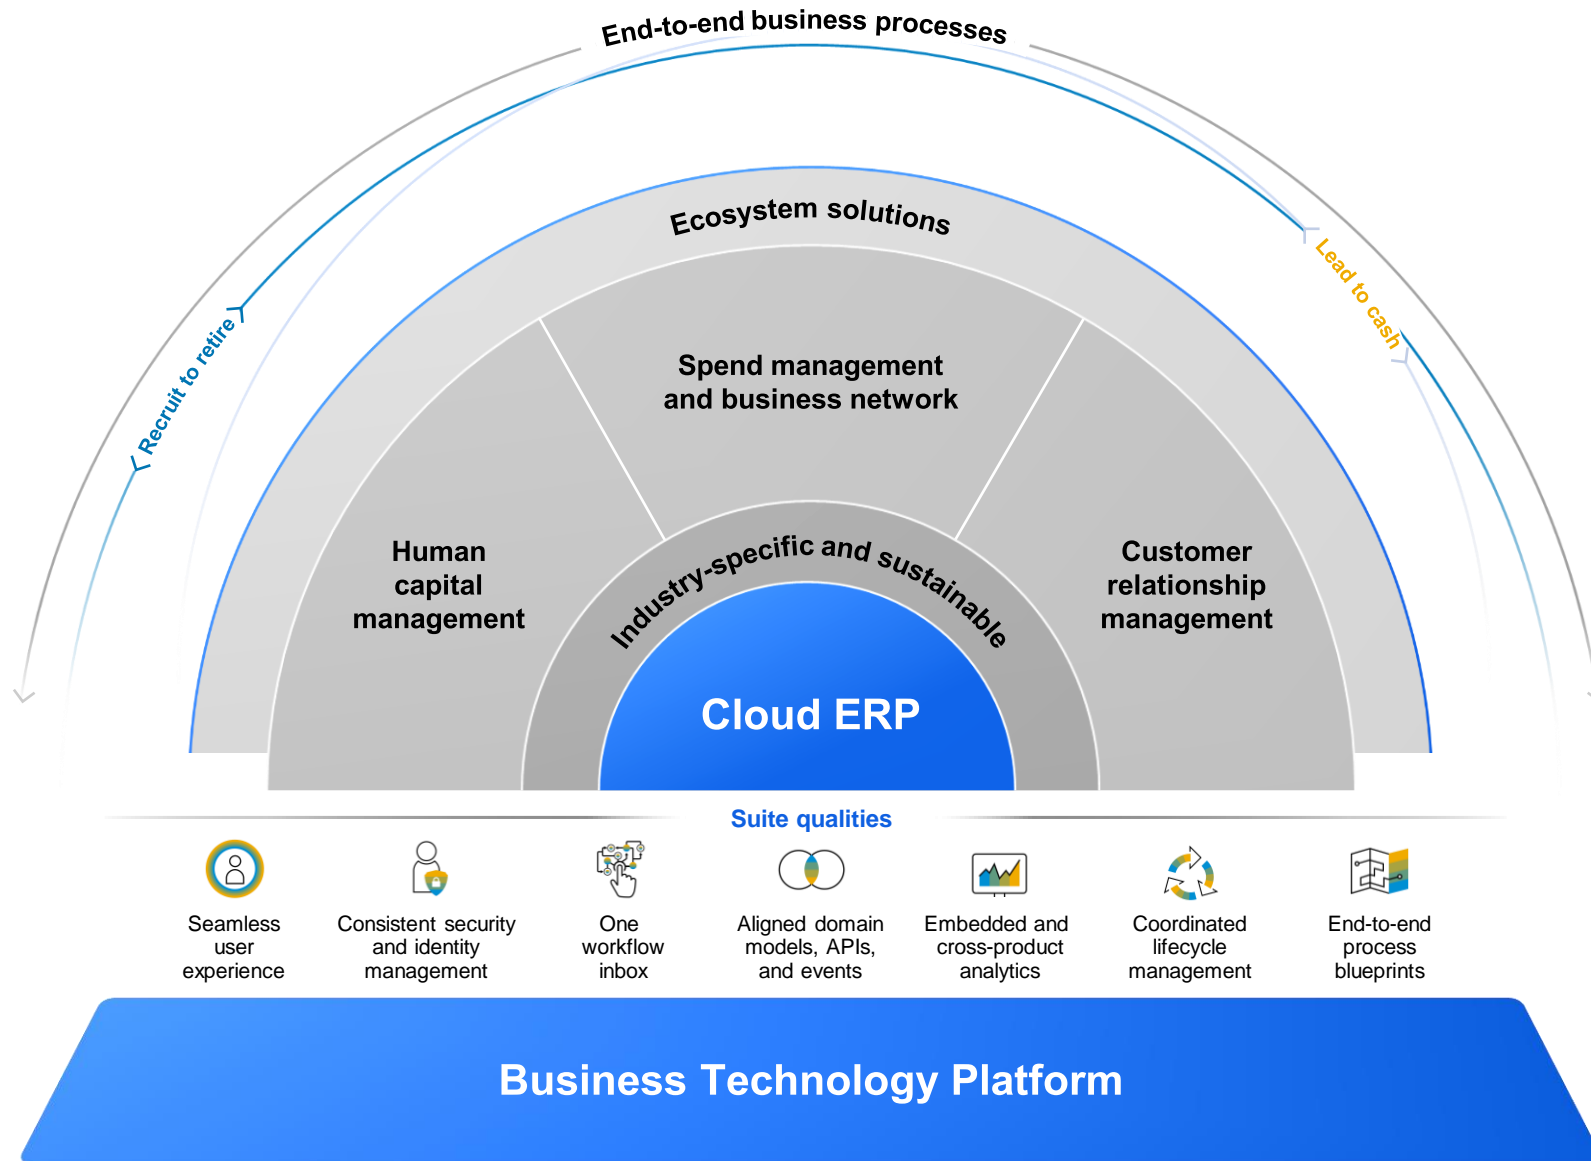 End-to-end business processes
Ecosystem solutions
Recruit to retire
Lead to cash
Spend management
and business network
Human
capital
management
Customer
relationship
management
Industry-specific and sustainable
Cloud ERP
Suite qualities
Seamless
user
experience
Consistent security
and identity
management
One
workflow
inbox
Aligned domain
models, APIs,
and events
Embedded and
cross-product
analytics
Coordinated
lifecycle
management
End-to-end
process
blueprints
Business Technology Platform